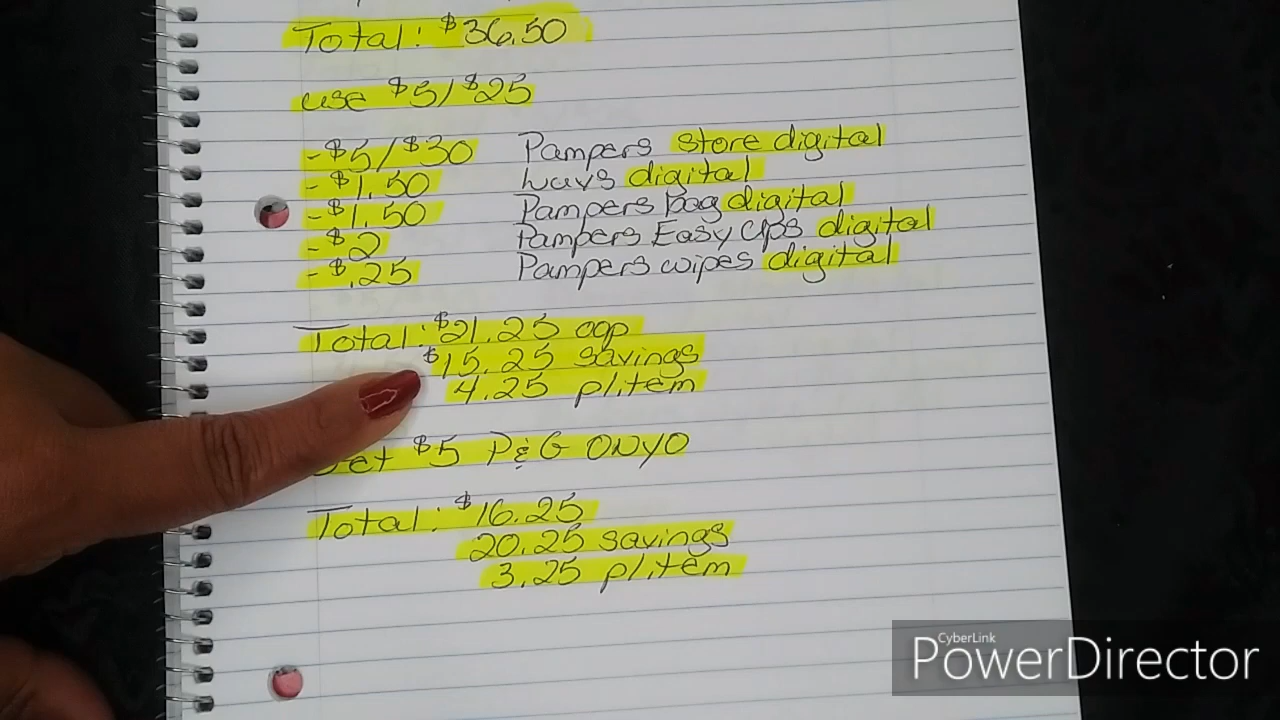 Total: $36.50
use $5/$25
-$5/$30 Pampers store digital
-$1.50 Luvs digital
-$1.50 Pampers bag digital
-$2 Pampers Easy Ups digital
-$.25 Pampers wipes digital
Total: $21.25 oop
$15.25 savings
4.25 p/item
Get $5 P&G ONYO
Total: $16.25
20.25 savings
3.25 p/item
CyberLink
PowerDirector